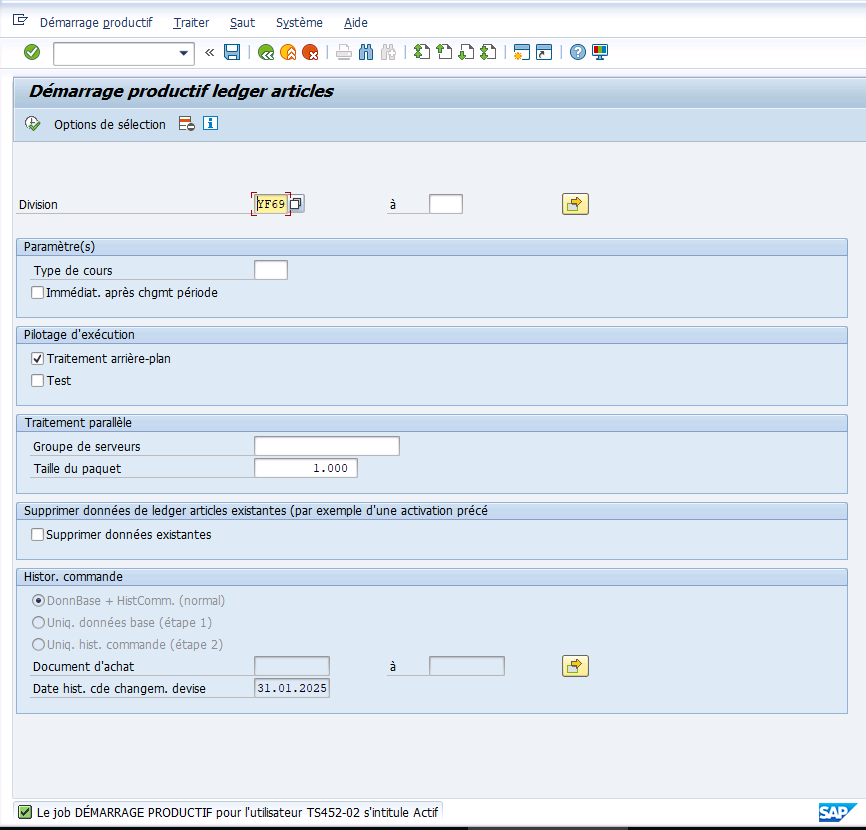 Démarrage productif Traiter Saut Système Aide
Démarrage productif ledger articles
Options de sélection
Division YF69 à
Paramètre(s)
Type de cours
Immédiat. après chgmt période
Pilotage d'exécution
Traitement arrière-plan
Test
Traitement parallèle
Groupe de serveurs
Taille du paquet 1.000
Supprimer données de ledger articles existantes (par exemple d'une activation précé
Supprimer données existantes
Histor. commande
DonnBase + HistComm. (normal)
Uniq. données base (étape 1)
Uniq. hist. commande (étape 2)
Document d'achat à
Date hist. cde changem. devise 31.01.2025
Le job DÉMARRAGE PRODUCTIF pour l'utilisateur TS452-02 s'intitule Actif
SAP